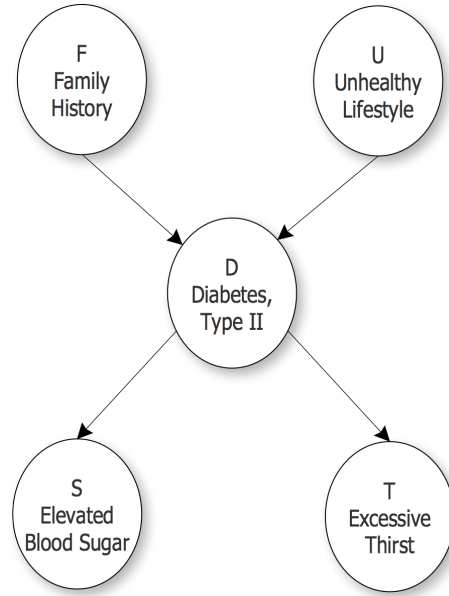 F
Family
History
U
Unhealthy
Lifestyle
D
Diabetes,
Type II
S
Elevated
Blood Sugar
T
Excessive
Thirst